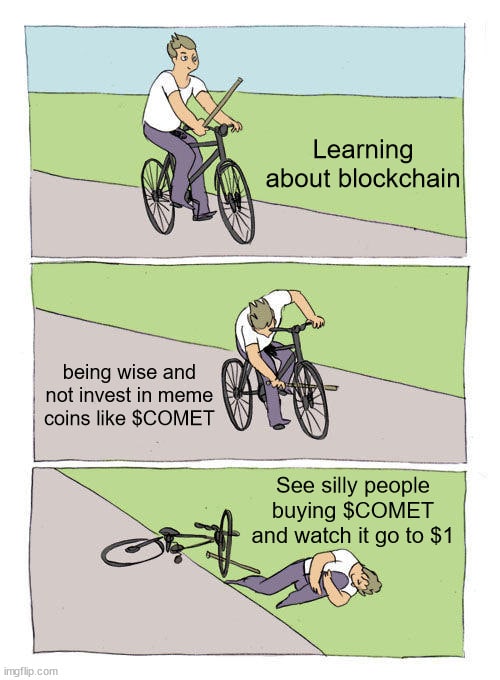 Learning
about blockchain
being wise and
not invest in meme
coins like $COMET
See silly people
buying $COMET
and watch it go to $1
imgflip.com